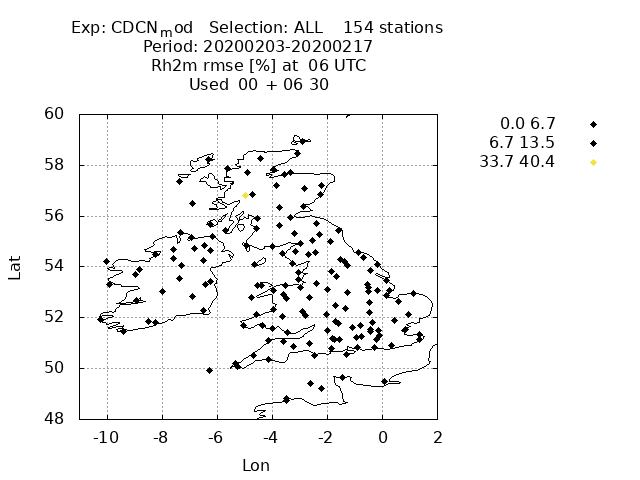 Exp: CDCN_mod   Selection: ALL    154 stations
Period: 20200203-20200217
Rh2m rmse [%] at  06 UTC
Used  00 + 06 30
0.0 6.7
6.7 13.5
33.7 40.4
60
58
56
54
52
50
48
Lat
-10 -8 -6 -4 -2 0 2
Lon